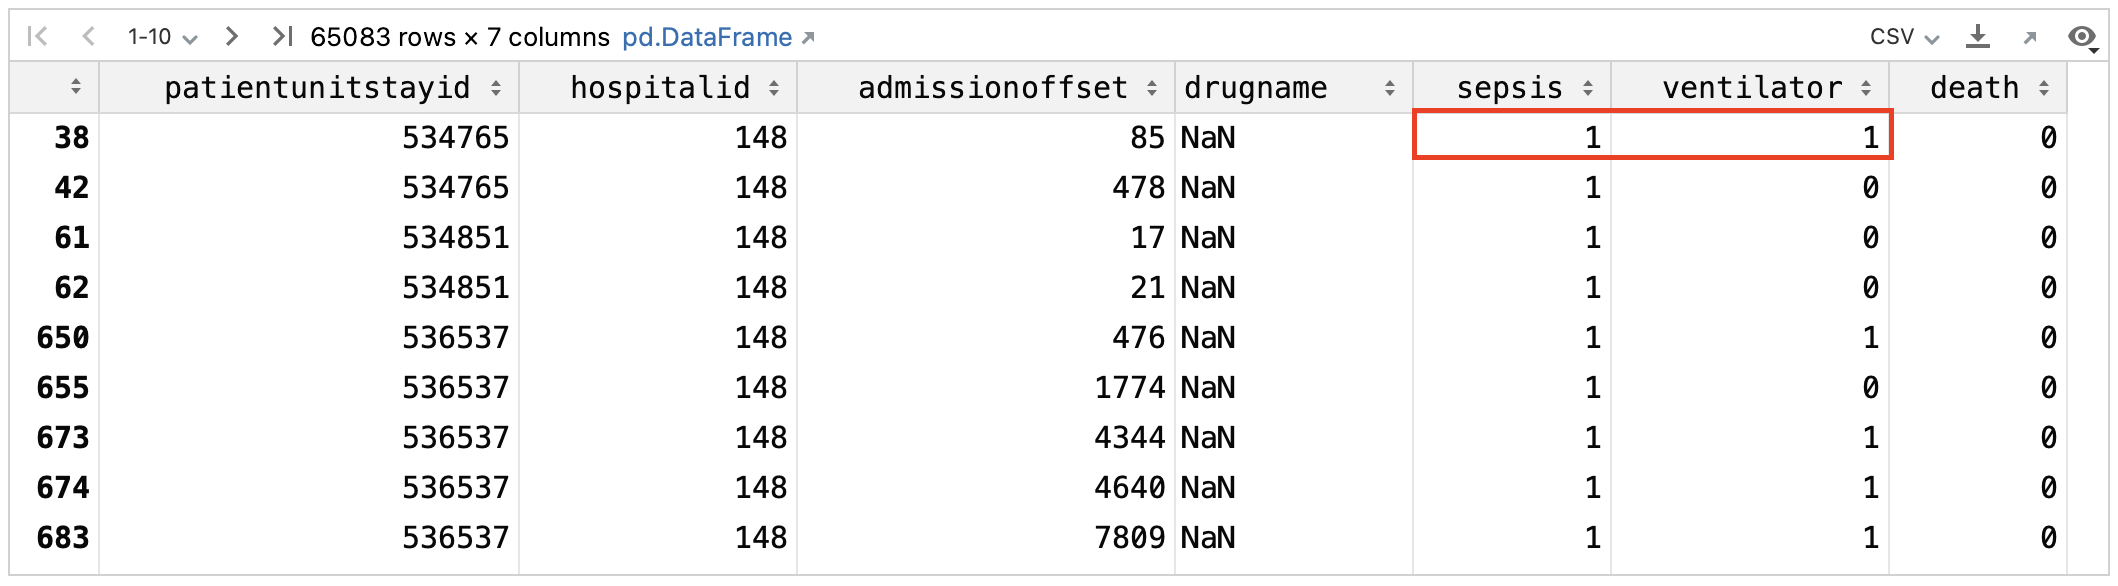 1-10 65083 rows × 7 columns pd.DataFrame CSV
patientunitstayid hospitalid admissionoffset drugname sepsis ventilator death
38 534765 148 85 NaN 1 1 0
42 534765 148 478 NaN 1 0 0
61 534851 148 17 NaN 1 0 0
62 534851 148 21 NaN 1 0 0
650 536537 148 476 NaN 1 1 0
655 536537 148 1774 NaN 1 0 0
673 536537 148 4344 NaN 1 1 0
674 536537 148 4640 NaN 1 1 0
683 536537 148 7809 NaN 1 1 0